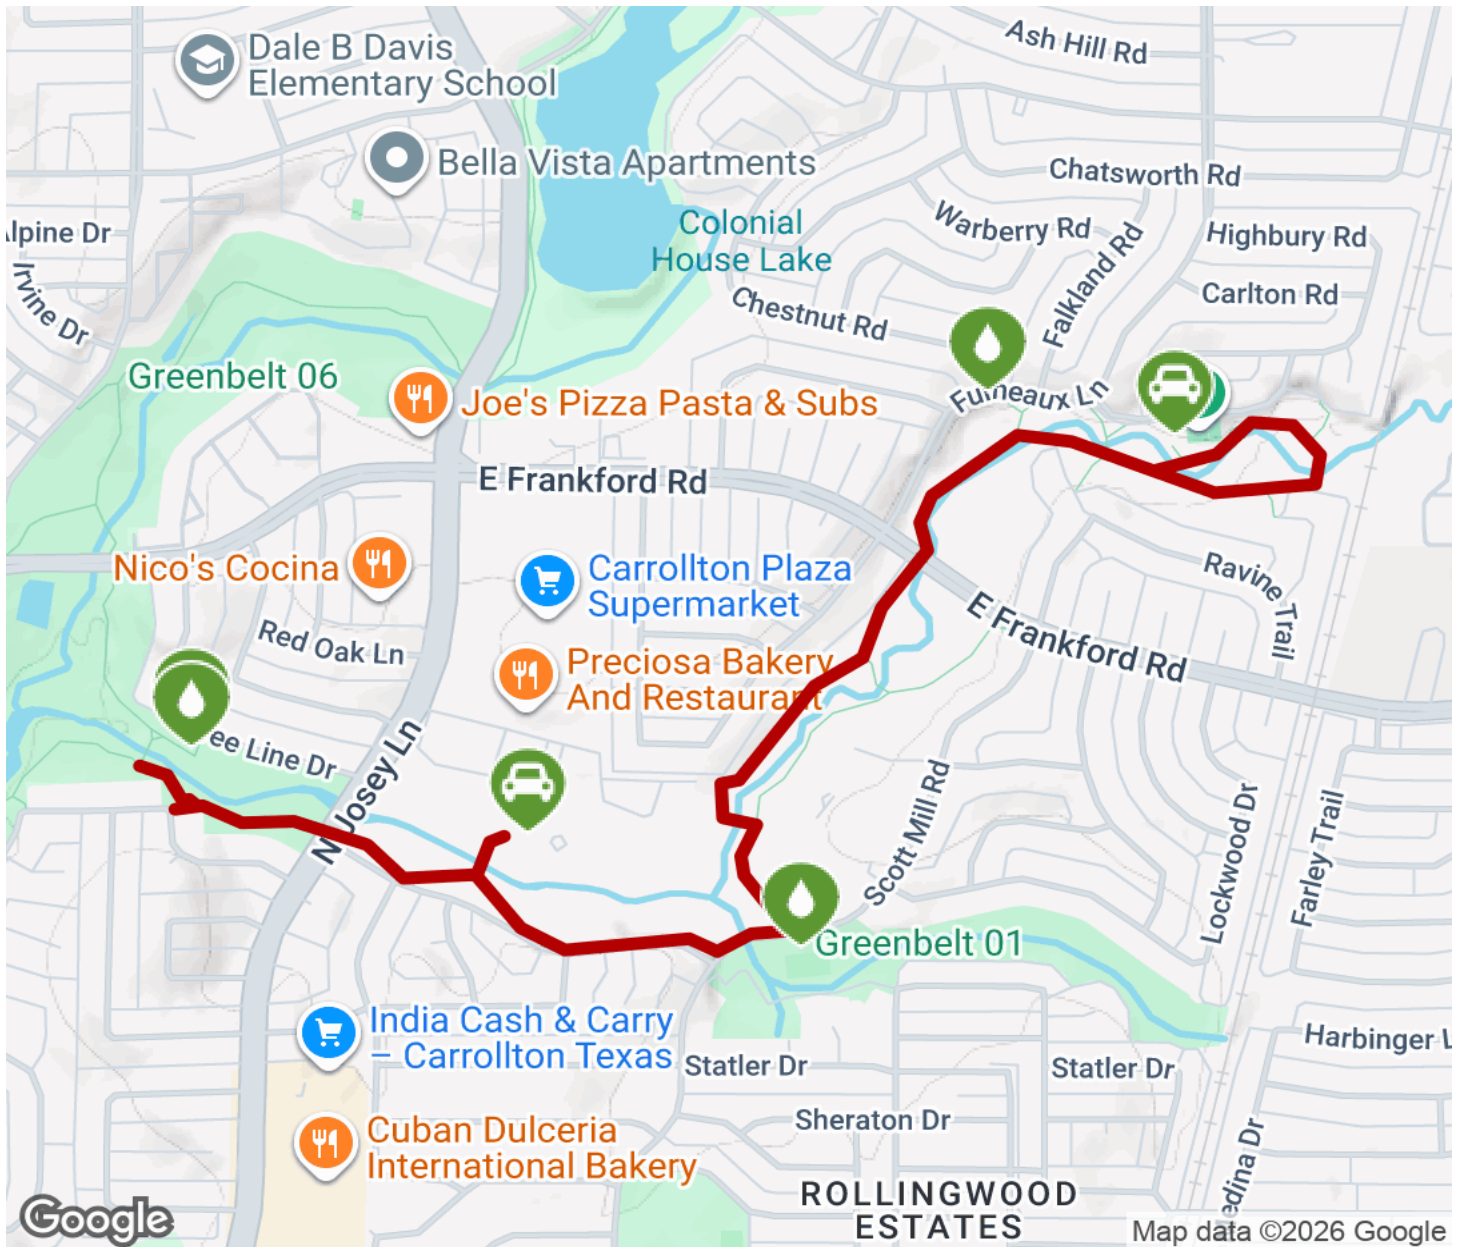 Dale B Davis
Elementary School
Ash Hill Rd
Bella Vista Apartments
Chatsworth Rd
Alpine Dr
Colonial
House Lake
Warberry Rd
Falkland Rd
Highbury Rd
Irvine Dr
Chestnut Rd
Carlton Rd
Greenbelt 06
Joe's Pizza Pasta & Subs
Furneaux Ln
E Frankford Rd
Nico's Cocina
Carrollton Plaza
Supermarket
Ravine Trail
E Frankford Rd
Red Oak Ln
Preciosa Bakery
And Restaurant
ee Line Dr
N Josey Ln
Scott Mill Rd
Lockwood Dr
Farley Trail
Greenbelt 01
India Cash & Carry
– Carrollton Texas
Statler Dr
Statler Dr
Harbinger L
Sheraton Dr
Cuban Dulceria
International Bakery
edina Dr
ROLLINGWOOD
ESTATES
Google
Map data ©2026 Google